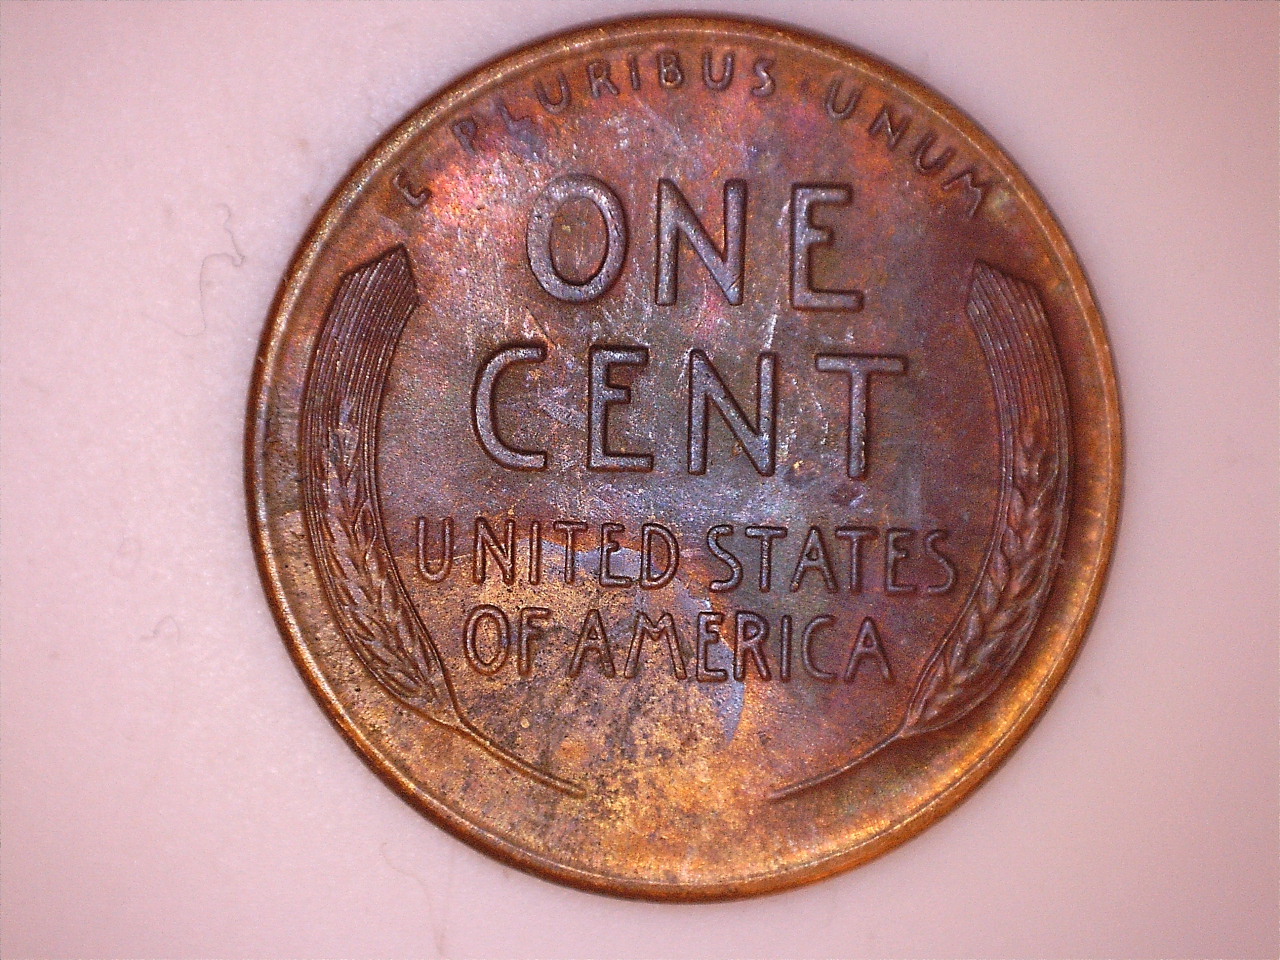 E PLURIBUS · UNUM
ONE
CENT
UNITED STATES
OF AMERICA